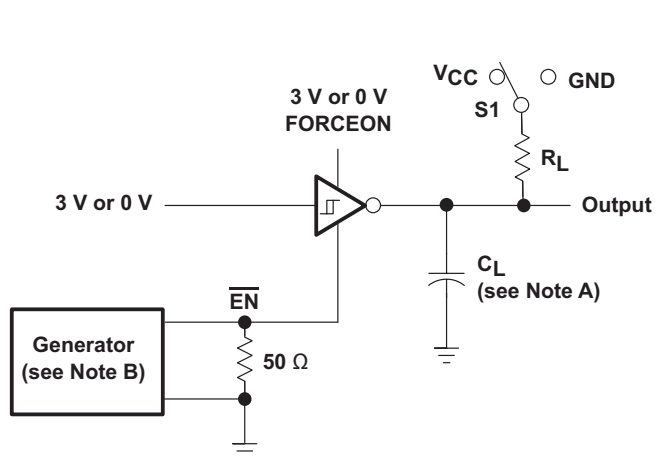 VCC
GND
S1
3 V or 0 V
FORCEON
RL
3 V or 0 V
Output
CL
(see Note A)
EN
Generator
(see Note B)
50 Ω